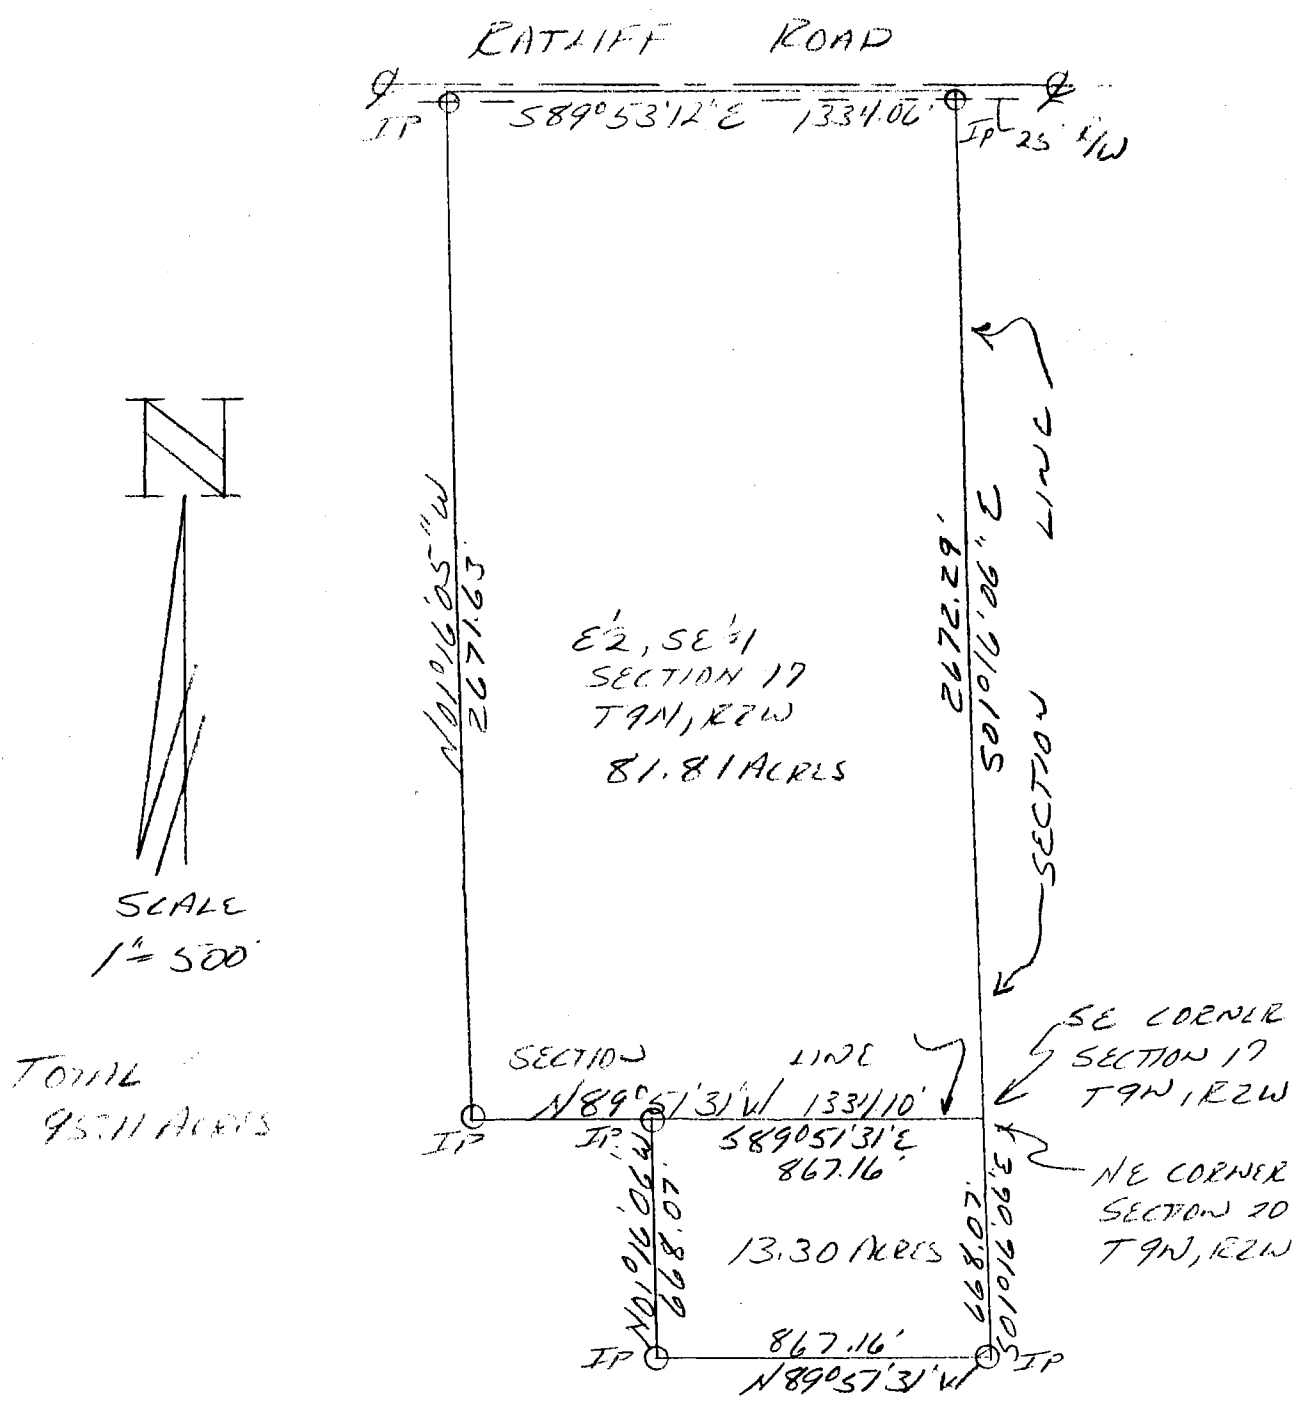 RATLIFF ROAD
IP
S89°53'12"E 1334.06'
IP
25' R/W
N
LINE
N01°16'05"W
2671.63'
2672.29'
S01°16'06"E
E½, SE¼
SECTION 17
T9N, R2W
81.81 ACRES
SECTION
SCALE
1"=500'
TOTAL
95.11 ACRES
SECTION LINE
N89°51'31"W 1334.10'
SE CORNER
SECTION 17
T9N, R2W
IP
IP
S89°51'31"E
867.16'
N01°16'06"W
668.07'
13.30 ACRES
668.07'
S01°16'06"E
NE CORNER
SECTION 20
T9N, R2W
IP
867.16'
N89°51'31"W
IP